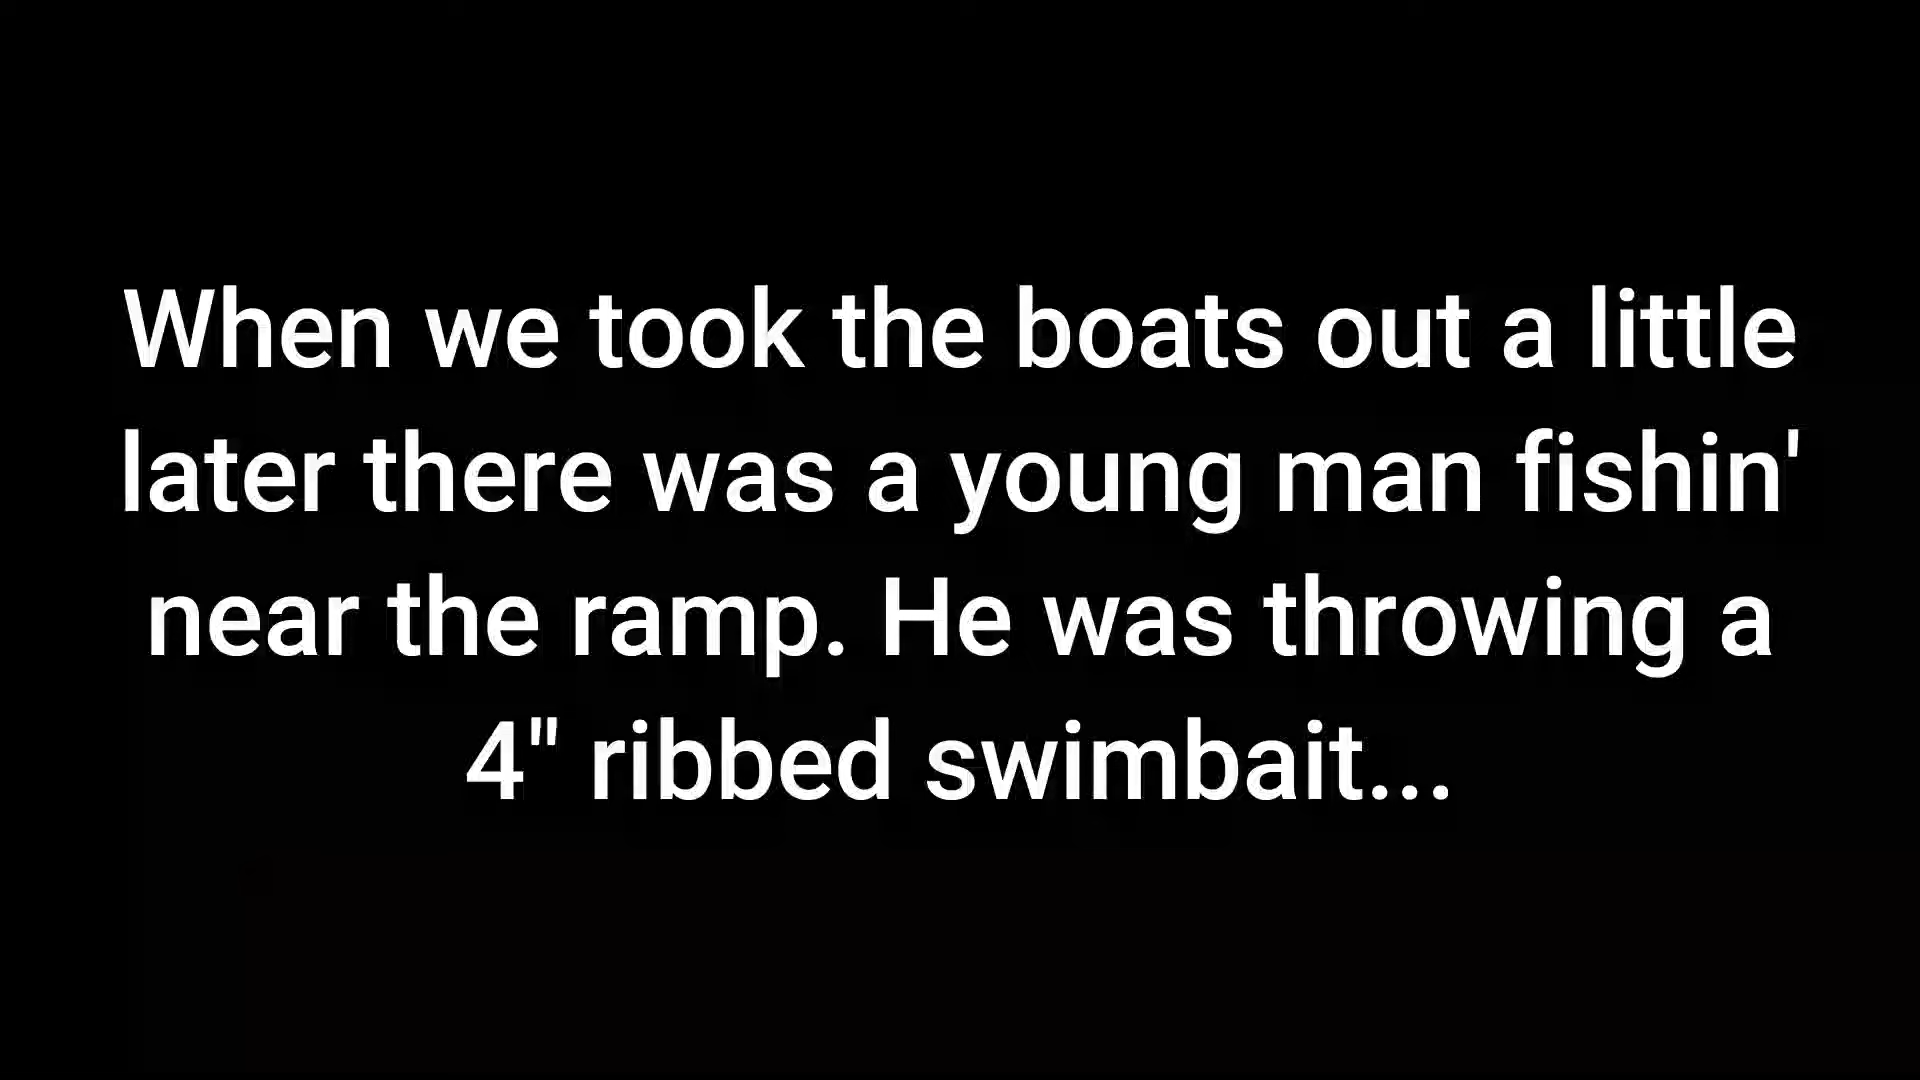 When we took the boats out a little
later there was a young man fishin'
near the ramp. He was throwing a
4" ribbed swimbait...